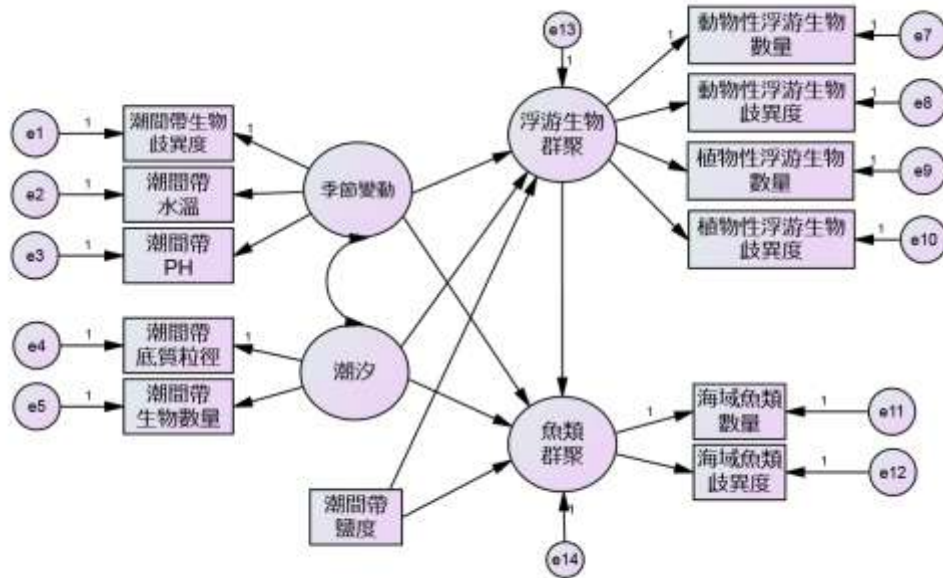 e13
1
動物性浮游生物
數量
1
1
e7
動物性浮游生物
歧異度
1
e8
浮游生物
群聚
植物性浮游生物
數量
1
e9
植物性浮游生物
歧異度
1
e10
e1
1
潮間帶生物
歧異度
1
e2
1
潮間帶
水溫
e3
1
潮間帶
PH
季節變動
e4
1
潮間帶
底質粒徑
1
e5
1
潮間帶
生物數量
潮汐
潮間帶
鹽度
魚類
群聚
1
海域魚類
數量
1
e11
海域魚類
歧異度
1
e12
1
e14